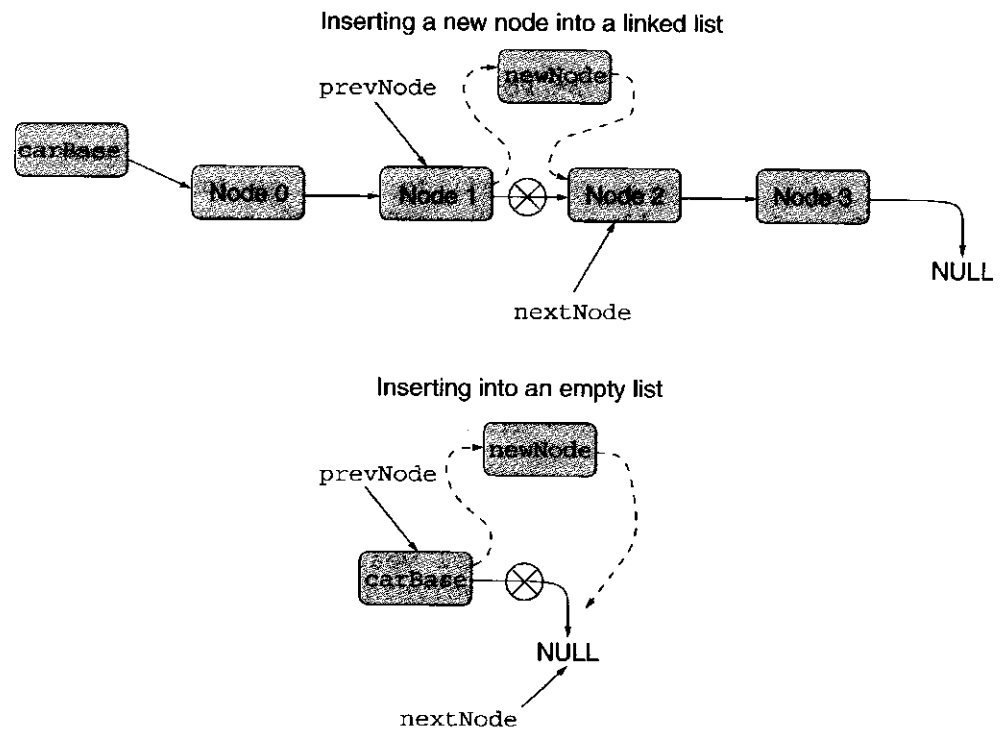 Inserting a new node into a linked list
newNode
prevNode
carBase
Node 0
Node 1
Node 2
Node 3
NULL
nextNode
Inserting into an empty list
newNode
prevNode
carBase
NULL
nextNode